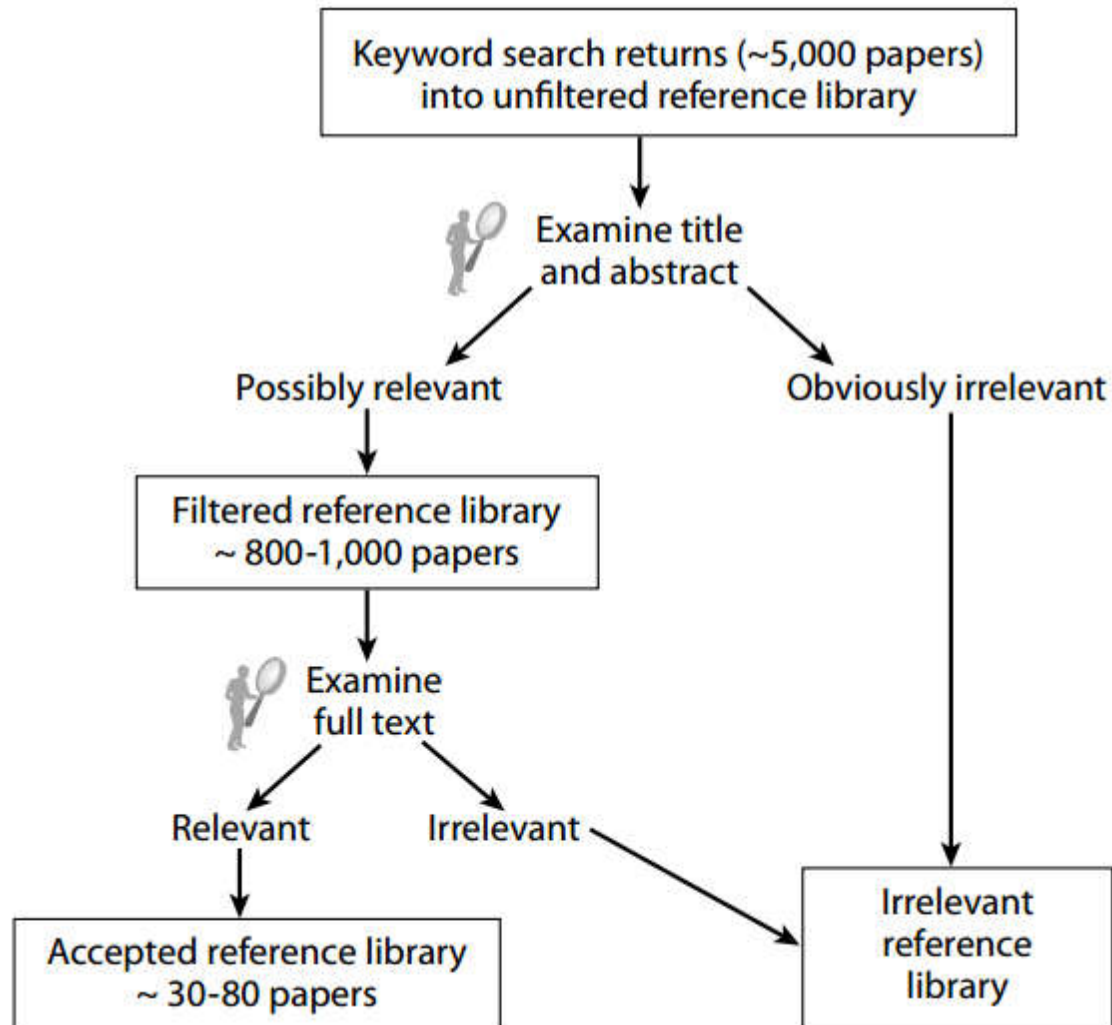 Keyword search returns (~5,000 papers)
into unfiltered reference library
Examine title
and abstract
Possibly relevant
Obviously irrelevant
Filtered reference library
~ 800-1,000 papers
Examine
full text
Relevant
Irrelevant
Accepted reference library
~ 30-80 papers
Irrelevant
reference
library